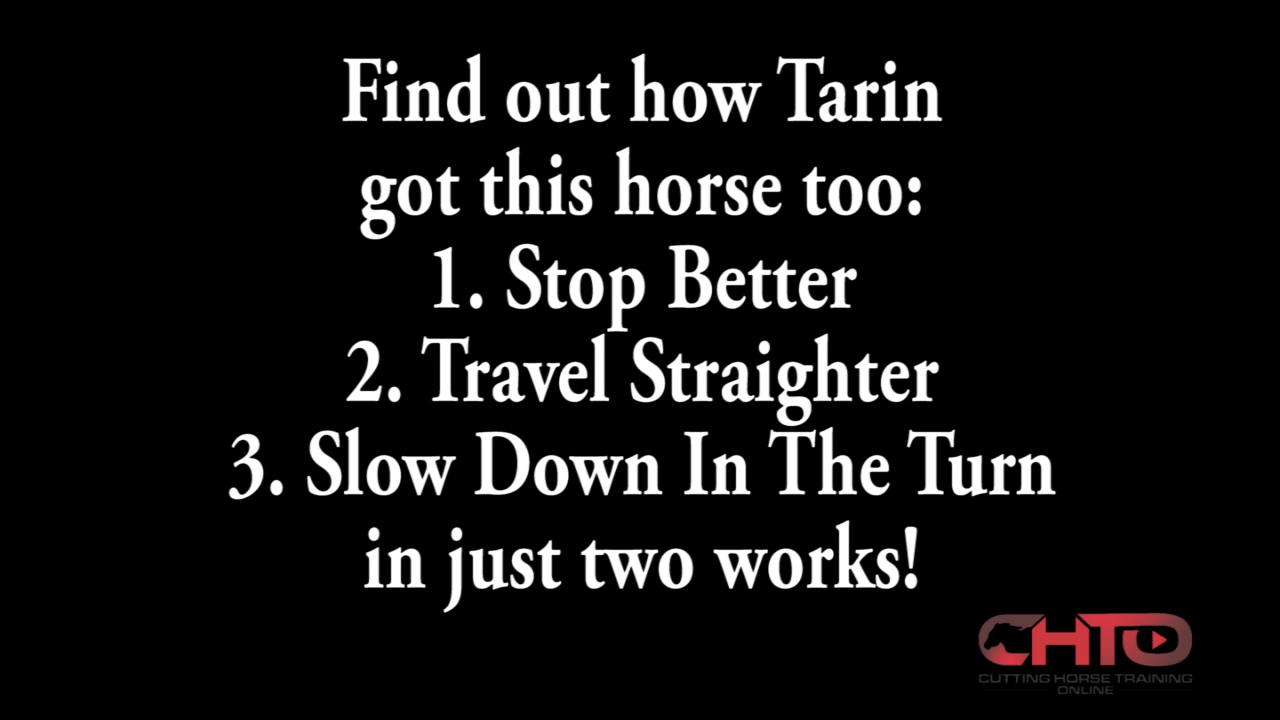 Find out how Tarin
got this horse too:
1. Stop Better
2. Travel Straighter
3. Slow Down In The Turn
in just two works!
CHTO
CUTTING HORSE TRAINING
ONLINE